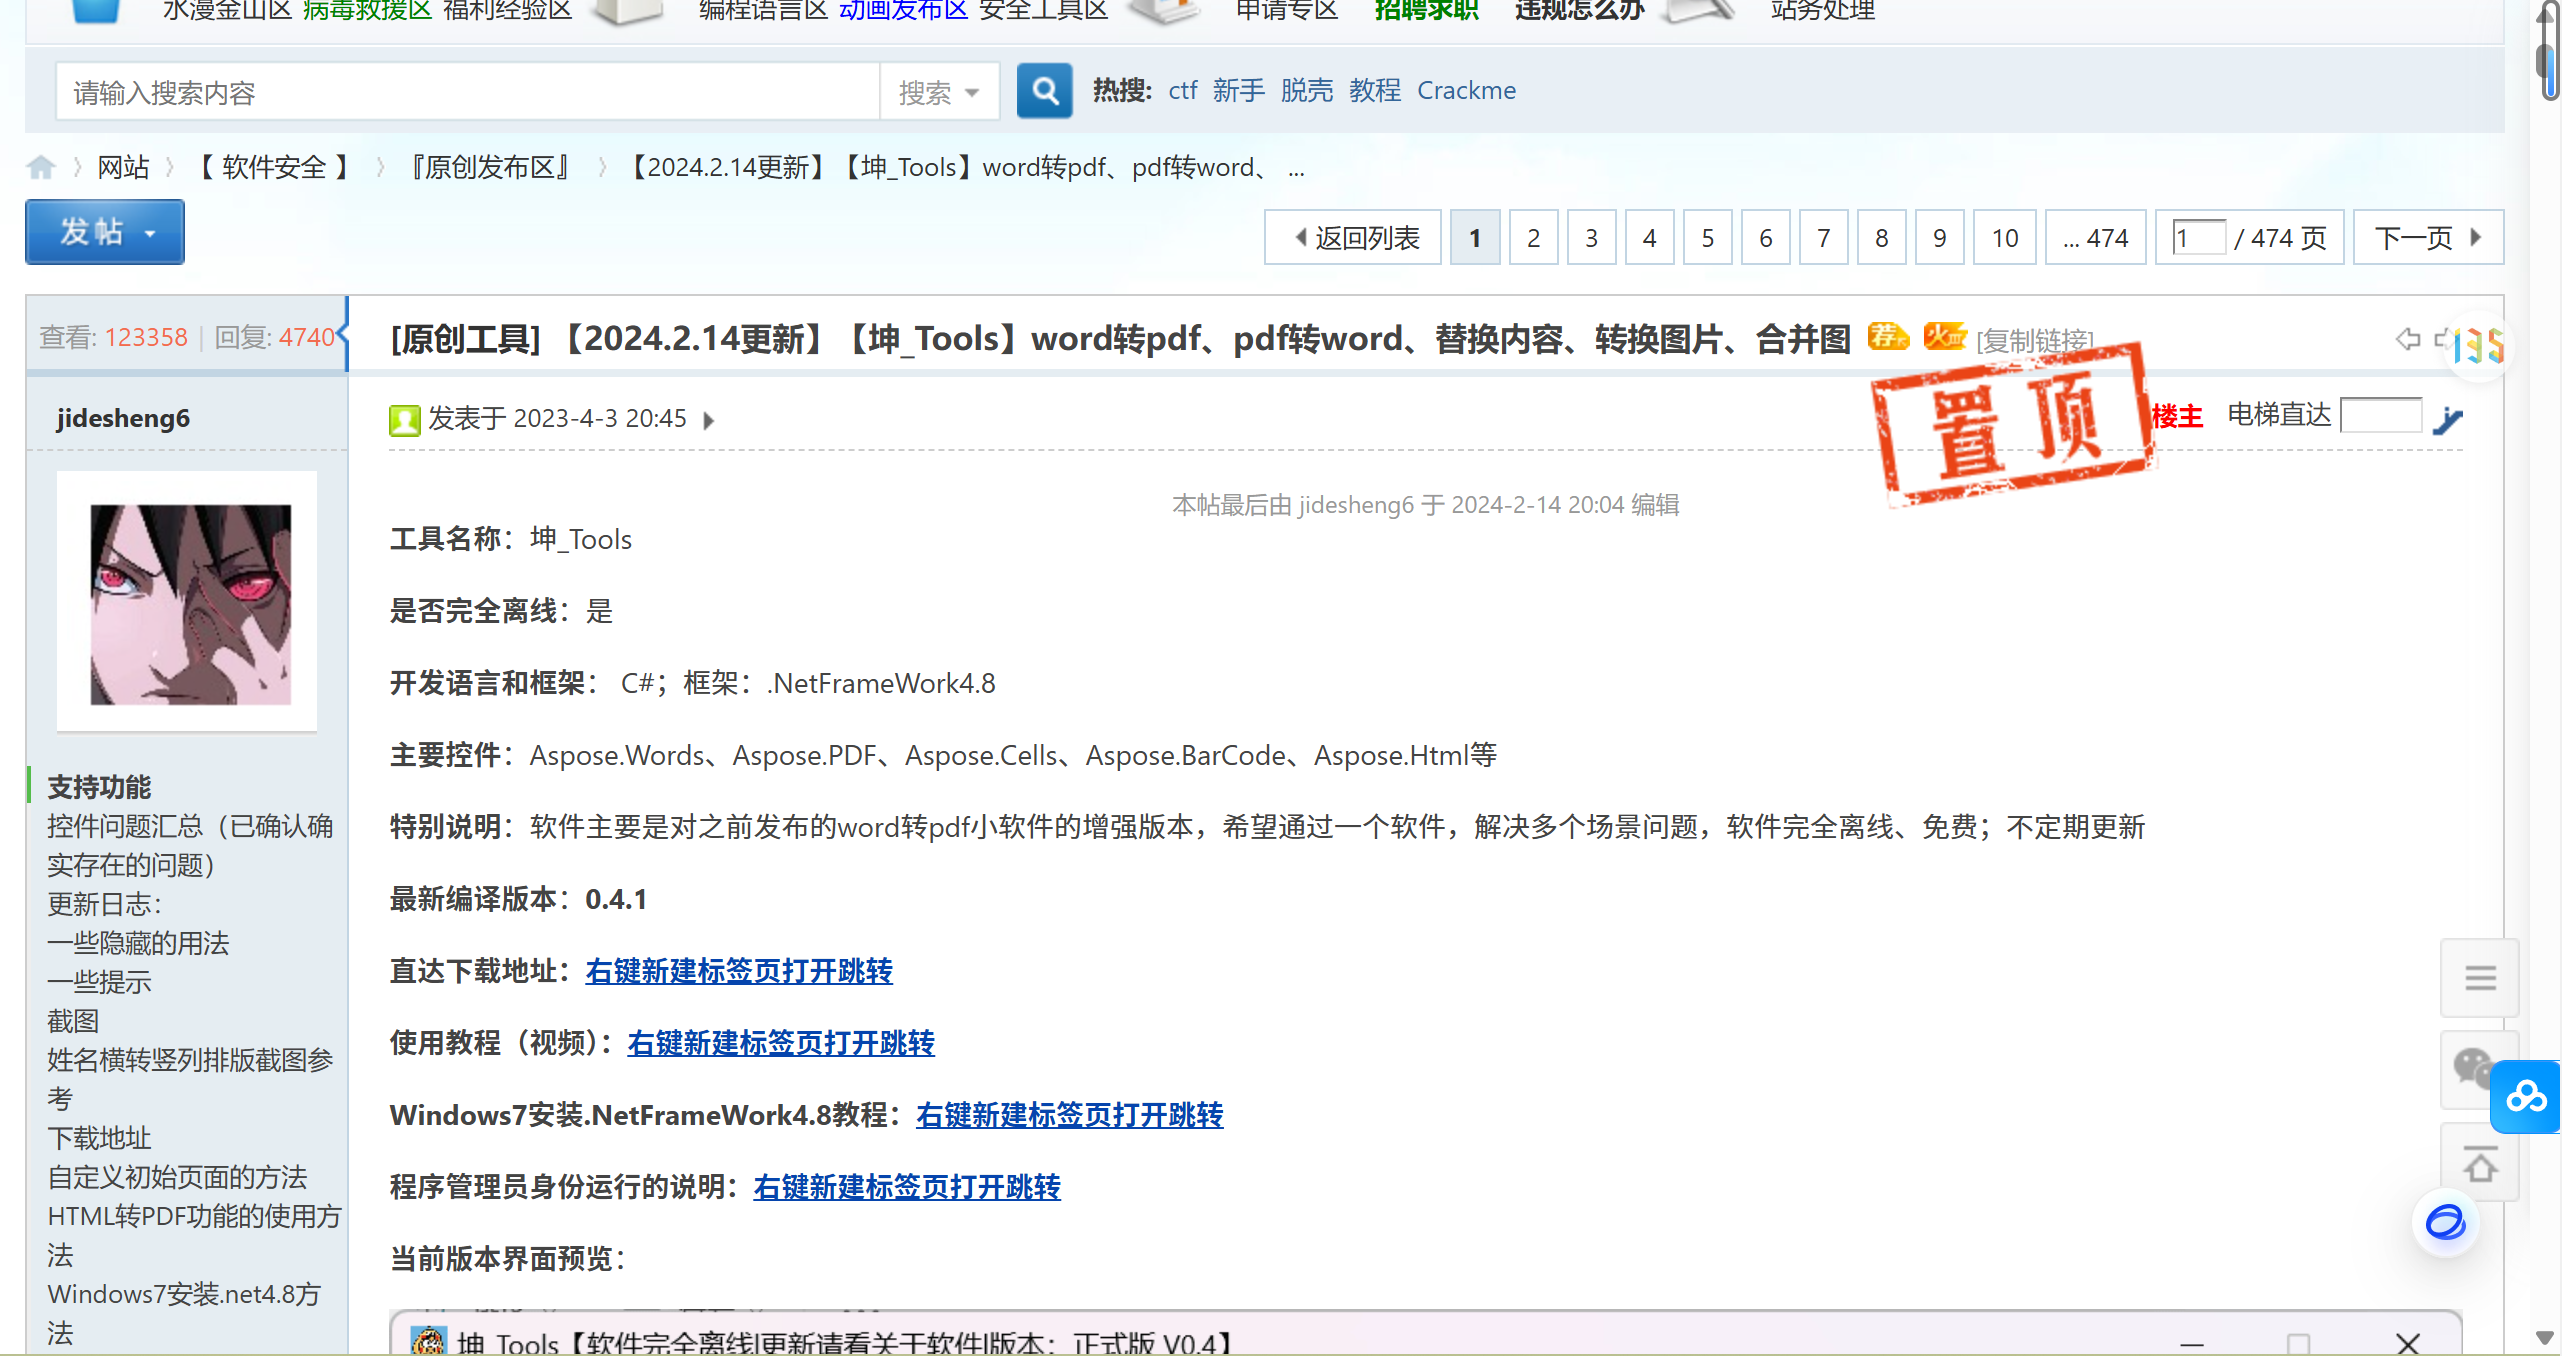 水漫金山区 病毒救援区 福利经验区 编程语言区 动画发布区 安全工具区 申请专区 招聘求职 违规怎么办 站务处理
请输入搜索内容 搜索 热搜: ctf 新手 脱壳 教程 Crackme
网站 〉 【 软件安全 】 〉 『原创发布区』 〉 【2024.2.14更新】【坤_Tools】word转pdf、pdf转word、 ...
发帖 返回列表 1 2 3 4 5 6 7 8 9 10 ... 474 1 / 474 页 下一页
查看: 123358 | 回复: 4740
[原创工具] 【2024.2.14更新】【坤_Tools】word转pdf、pdf转word、替换内容、转换图片、合并图 荐 火 [复制链接]
135
置顶
jidesheng6
发表于 2023-4-3 20:45 楼主 电梯直达
本帖最后由 jidesheng6 于 2024-2-14 20:04 编辑
工具名称：坤_Tools
是否完全离线：是
开发语言和框架： C#；框架：.NetFrameWork4.8
主要控件：Aspose.Words、Aspose.PDF、Aspose.Cells、Aspose.BarCode、Aspose.Html等
特别说明：软件主要是对之前发布的word转pdf小软件的增强版本，希望通过一个软件，解决多个场景问题，软件完全离线、免费；不定期更新
最新编译版本：0.4.1
直达下载地址：右键新建标签页打开跳转
使用教程（视频）：右键新建标签页打开跳转
Windows7安装.NetFrameWork4.8教程：右键新建标签页打开跳转
程序管理员身份运行的说明：右键新建标签页打开跳转
当前版本界面预览：
坤_Tools【软件完全离线|更新请看关于软件|版本：正式版 V0.4】
支持功能
控件问题汇总（已确认确
实存在的问题）
更新日志：
一些隐藏的用法
一些提示
截图
姓名横转竖列排版截图参
考
下载地址
自定义初始页面的方法
HTML转PDF功能的使用方
法
Windows7安装.net4.8方
法